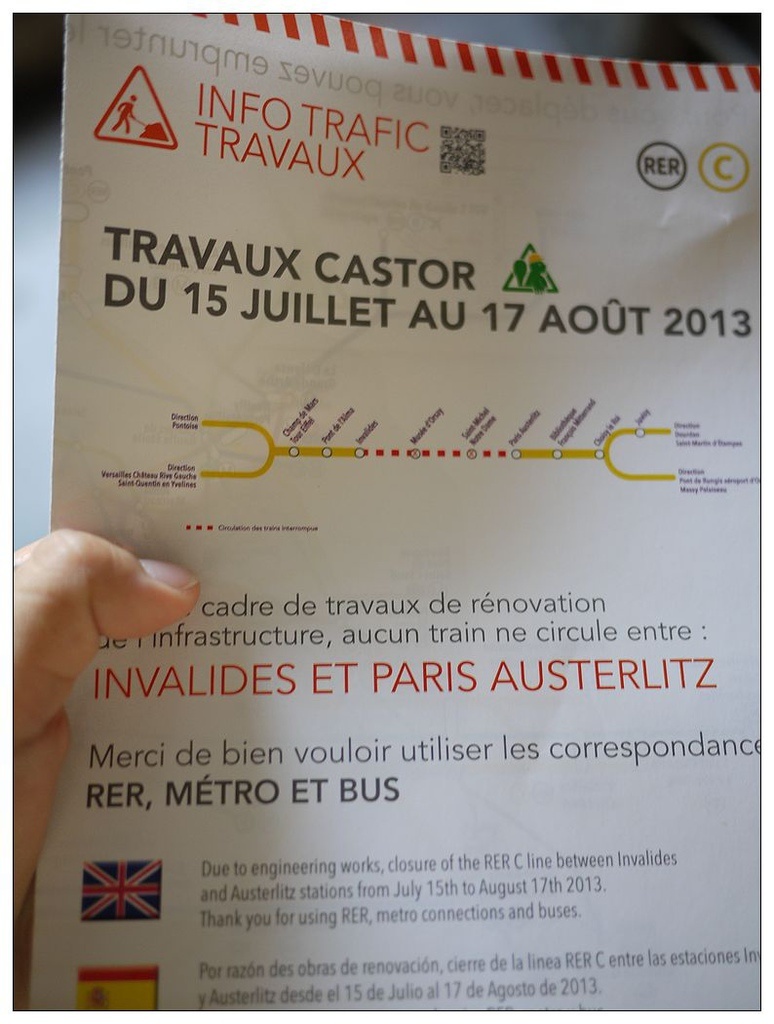 INFO TRAFIC
TRAVAUX
RER C
TRAVAUX CASTOR
DU 15 JUILLET AU 17 AOÛT 2013
Direction
Pontoise
Direction
Versailles Château Rive Gauche
Saint-Quentin en Yvelines
Champ de Mars
Tour Eiffel
Pont de l'Alma
Invalides
Musée d'Orsay
Saint Michel
Notre Dame
Paris Austerlitz
Bibliothèque
François Mitterrand
Choisy le Roi
Juvisy
Direction
Dourdan
Saint-Martin d'Étampes
Direction
Pont de Rungis aéroport d'O
Massy Palaiseau
Circulation des trains interrompue
cadre de travaux de rénovation
de l'infrastructure, aucun train ne circule entre :
INVALIDES ET PARIS AUSTERLITZ
Merci de bien vouloir utiliser les correspondance
RER, MÉTRO ET BUS
Due to engineering works, closure of the RER C line between Invalides
and Austerlitz stations from July 15th to August 17th 2013.
Thank you for using RER, metro connections and buses.
Por razón des obras de renovación, cierre de la linea RER C entre las estaciones Inv
y Austerlitz desde el 15 de Julio al 17 de Agosto de 2013.